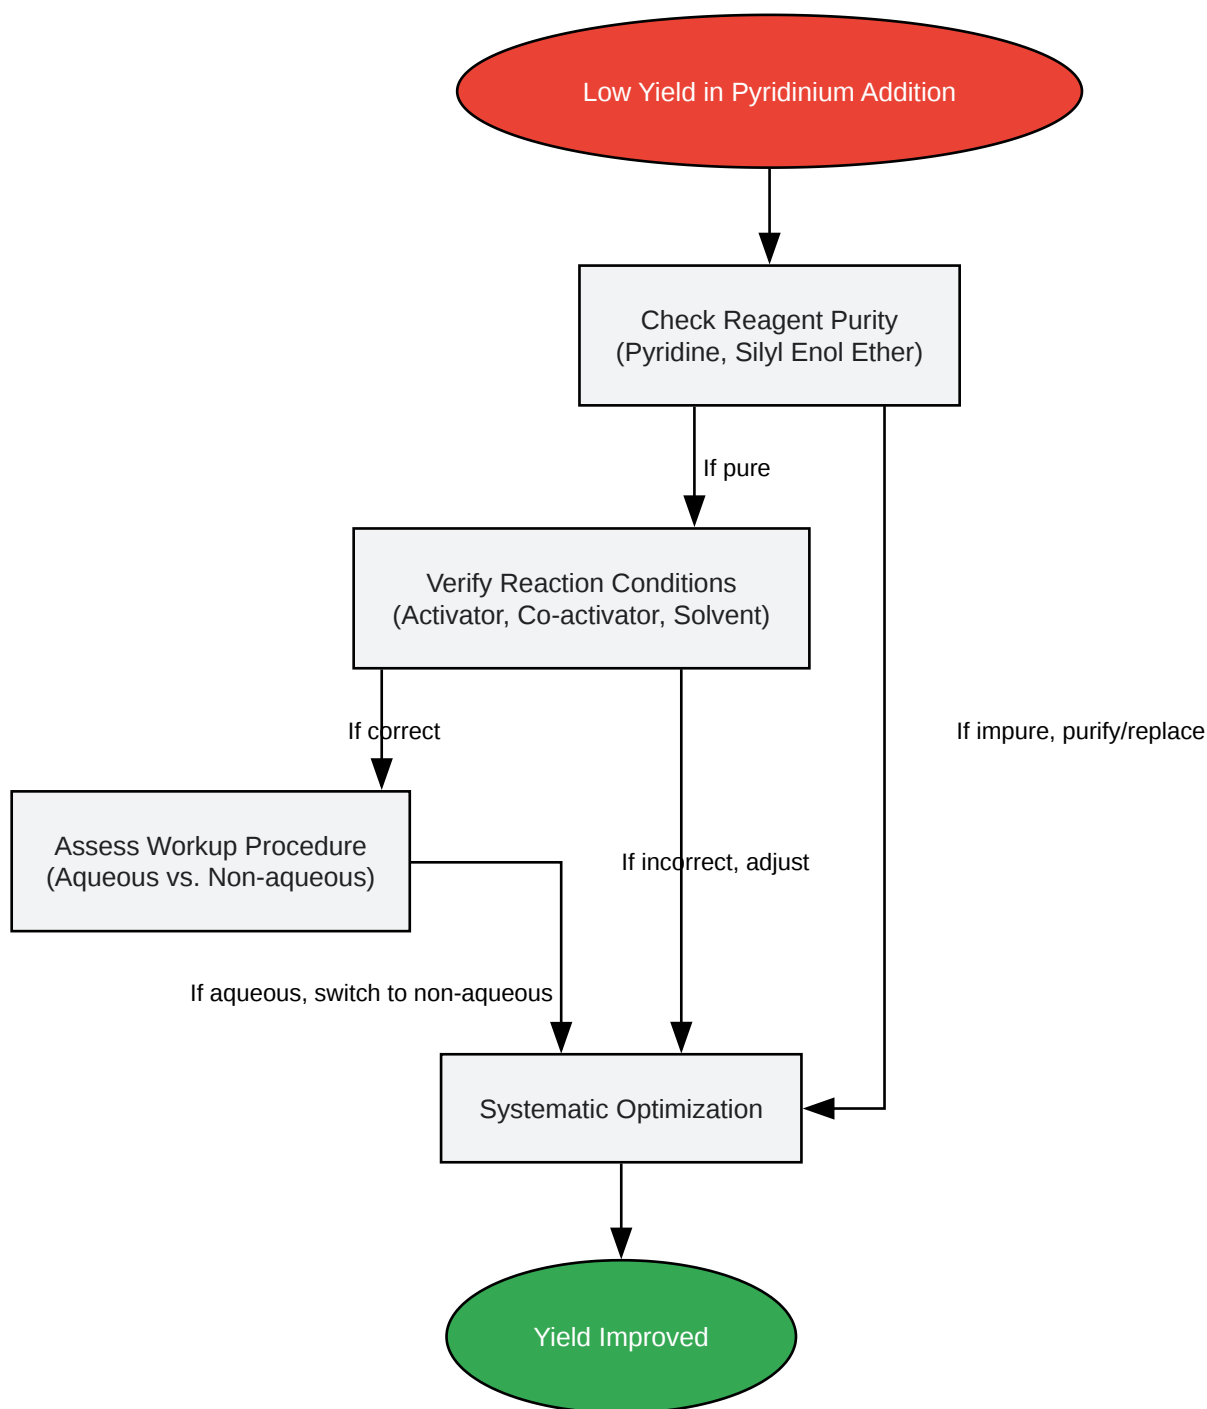 Low Yield in Pyridinium Addition
Check Reagent Purity
(Pyridine, Silyl Enol Ether)
If pure
Verify Reaction Conditions
(Activator, Co-activator, Solvent)
If correct
If impure, purify/replace
Assess Workup Procedure
(Aqueous vs. Non-aqueous)
If incorrect, adjust
If aqueous, switch to non-aqueous
Systematic Optimization
Yield Improved